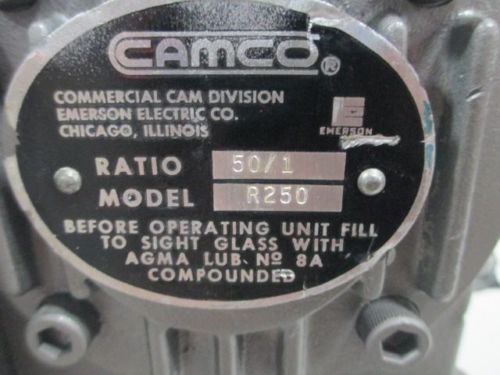 CAMCO®
COMMERCIAL CAM DIVISION
EMERSON ELECTRIC CO.
CHICAGO, ILLINOIS
EMERSON
RATIO 50/1
MODEL R250
BEFORE OPERATING UNIT FILL
TO SIGHT GLASS WITH
AGMA LUB Nº 8A
COMPOUNDED